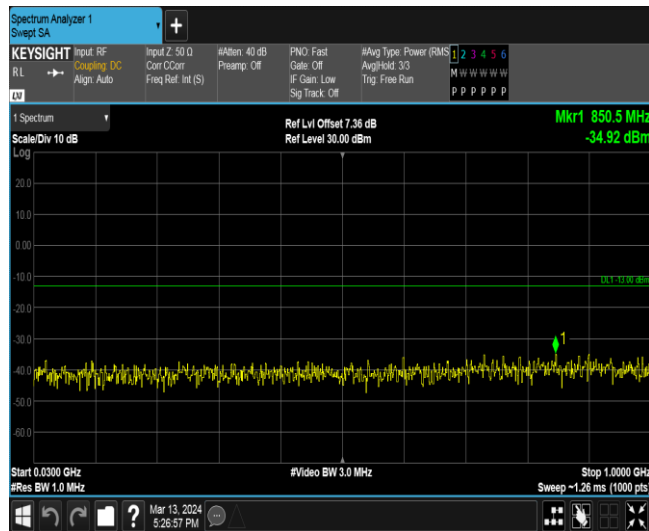 Spectrum Analyzer 1
Swept SA
+
KEYSIGHT
RL
LXI
Input: RF
Coupling: DC
Align: Auto
Input Z: 50 Ω
Corr CCorr
Freq Ref: Int (S)
#Atten: 40 dB
Preamp: Off
PNO: Fast
Gate: Off
IF Gain: Low
Sig Track: Off
#Avg Type: Power (RMS
Avg|Hold: 3/3
Trig: Free Run
1 2 3 4 5 6
M W W W W W
P P P P P P
1 Spectrum
Scale/Div 10 dB
Log
Ref Lvl Offset 7.36 dB
Ref Level 30.00 dBm
Mkr1 850.5 MHz
-34.92 dBm
20.0
10.0
0.00
-10.0
DL1 -13.00 dBm
-20.0
-30.0
1
-40.0
-50.0
-60.0
Start 0.0300 GHz
#Res BW 1.0 MHz
#Video BW 3.0 MHz
Stop 1.0000 GHz
Sweep ~1.26 ms (1000 pts)
?
Mar 13, 2024
5:26:57 PM